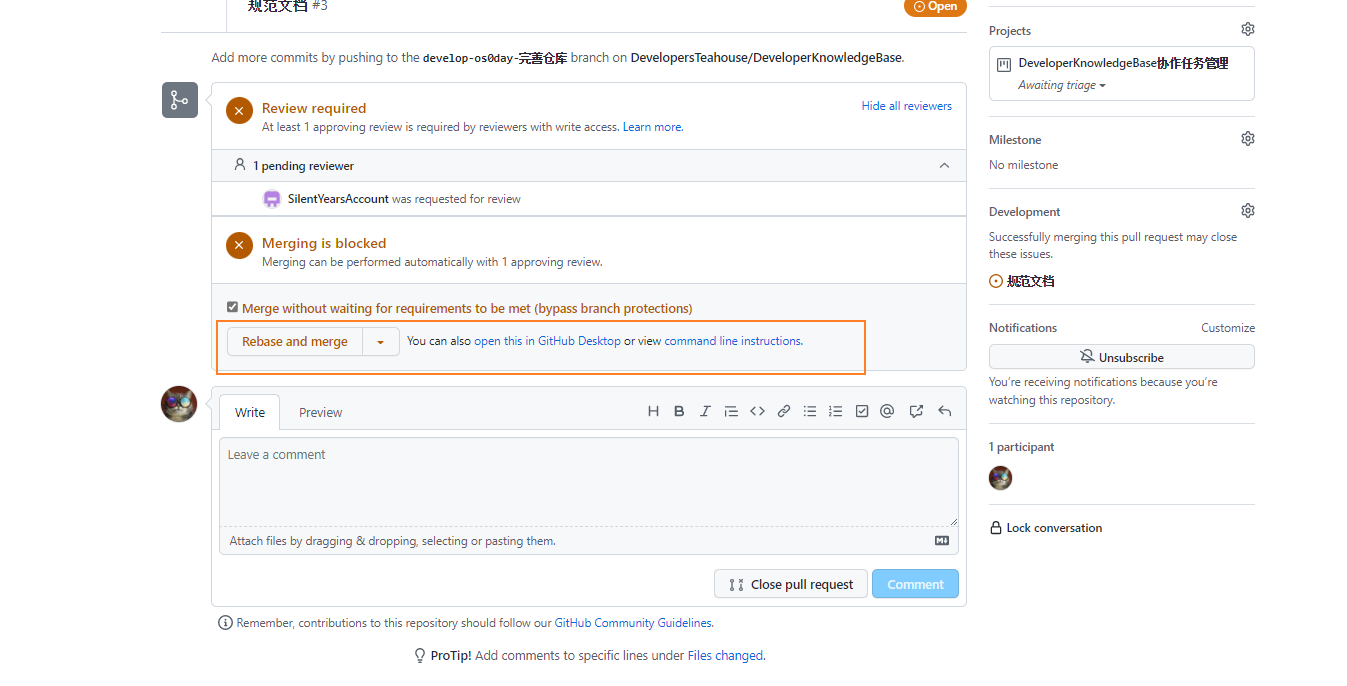 规范文档 #3
Open
Add more commits by pushing to the develop-os0day-完善仓库 branch on DevelopersTeahouse/DeveloperKnowledgeBase.
Review required
Hide all reviewers
At least 1 approving review is required by reviewers with write access. Learn more.
1 pending reviewer
SilentYearsAccount was requested for review
Merging is blocked
Merging can be performed automatically with 1 approving review.
Merge without waiting for requirements to be met (bypass branch protections)
Rebase and merge
You can also open this in GitHub Desktop or view command line instructions.
Write
Preview
Leave a comment
Attach files by dragging & dropping, selecting or pasting them.
Close pull request
Comment
Remember, contributions to this repository should follow our GitHub Community Guidelines.
ProTip! Add comments to specific lines under Files changed.
Projects
DeveloperKnowledgeBase协作任务管理
Awaiting triage
Milestone
No milestone
Development
Successfully merging this pull request may close
these issues.
规范文档
Notifications
Customize
Unsubscribe
You're receiving notifications because you're
watching this repository.
1 participant
Lock conversation